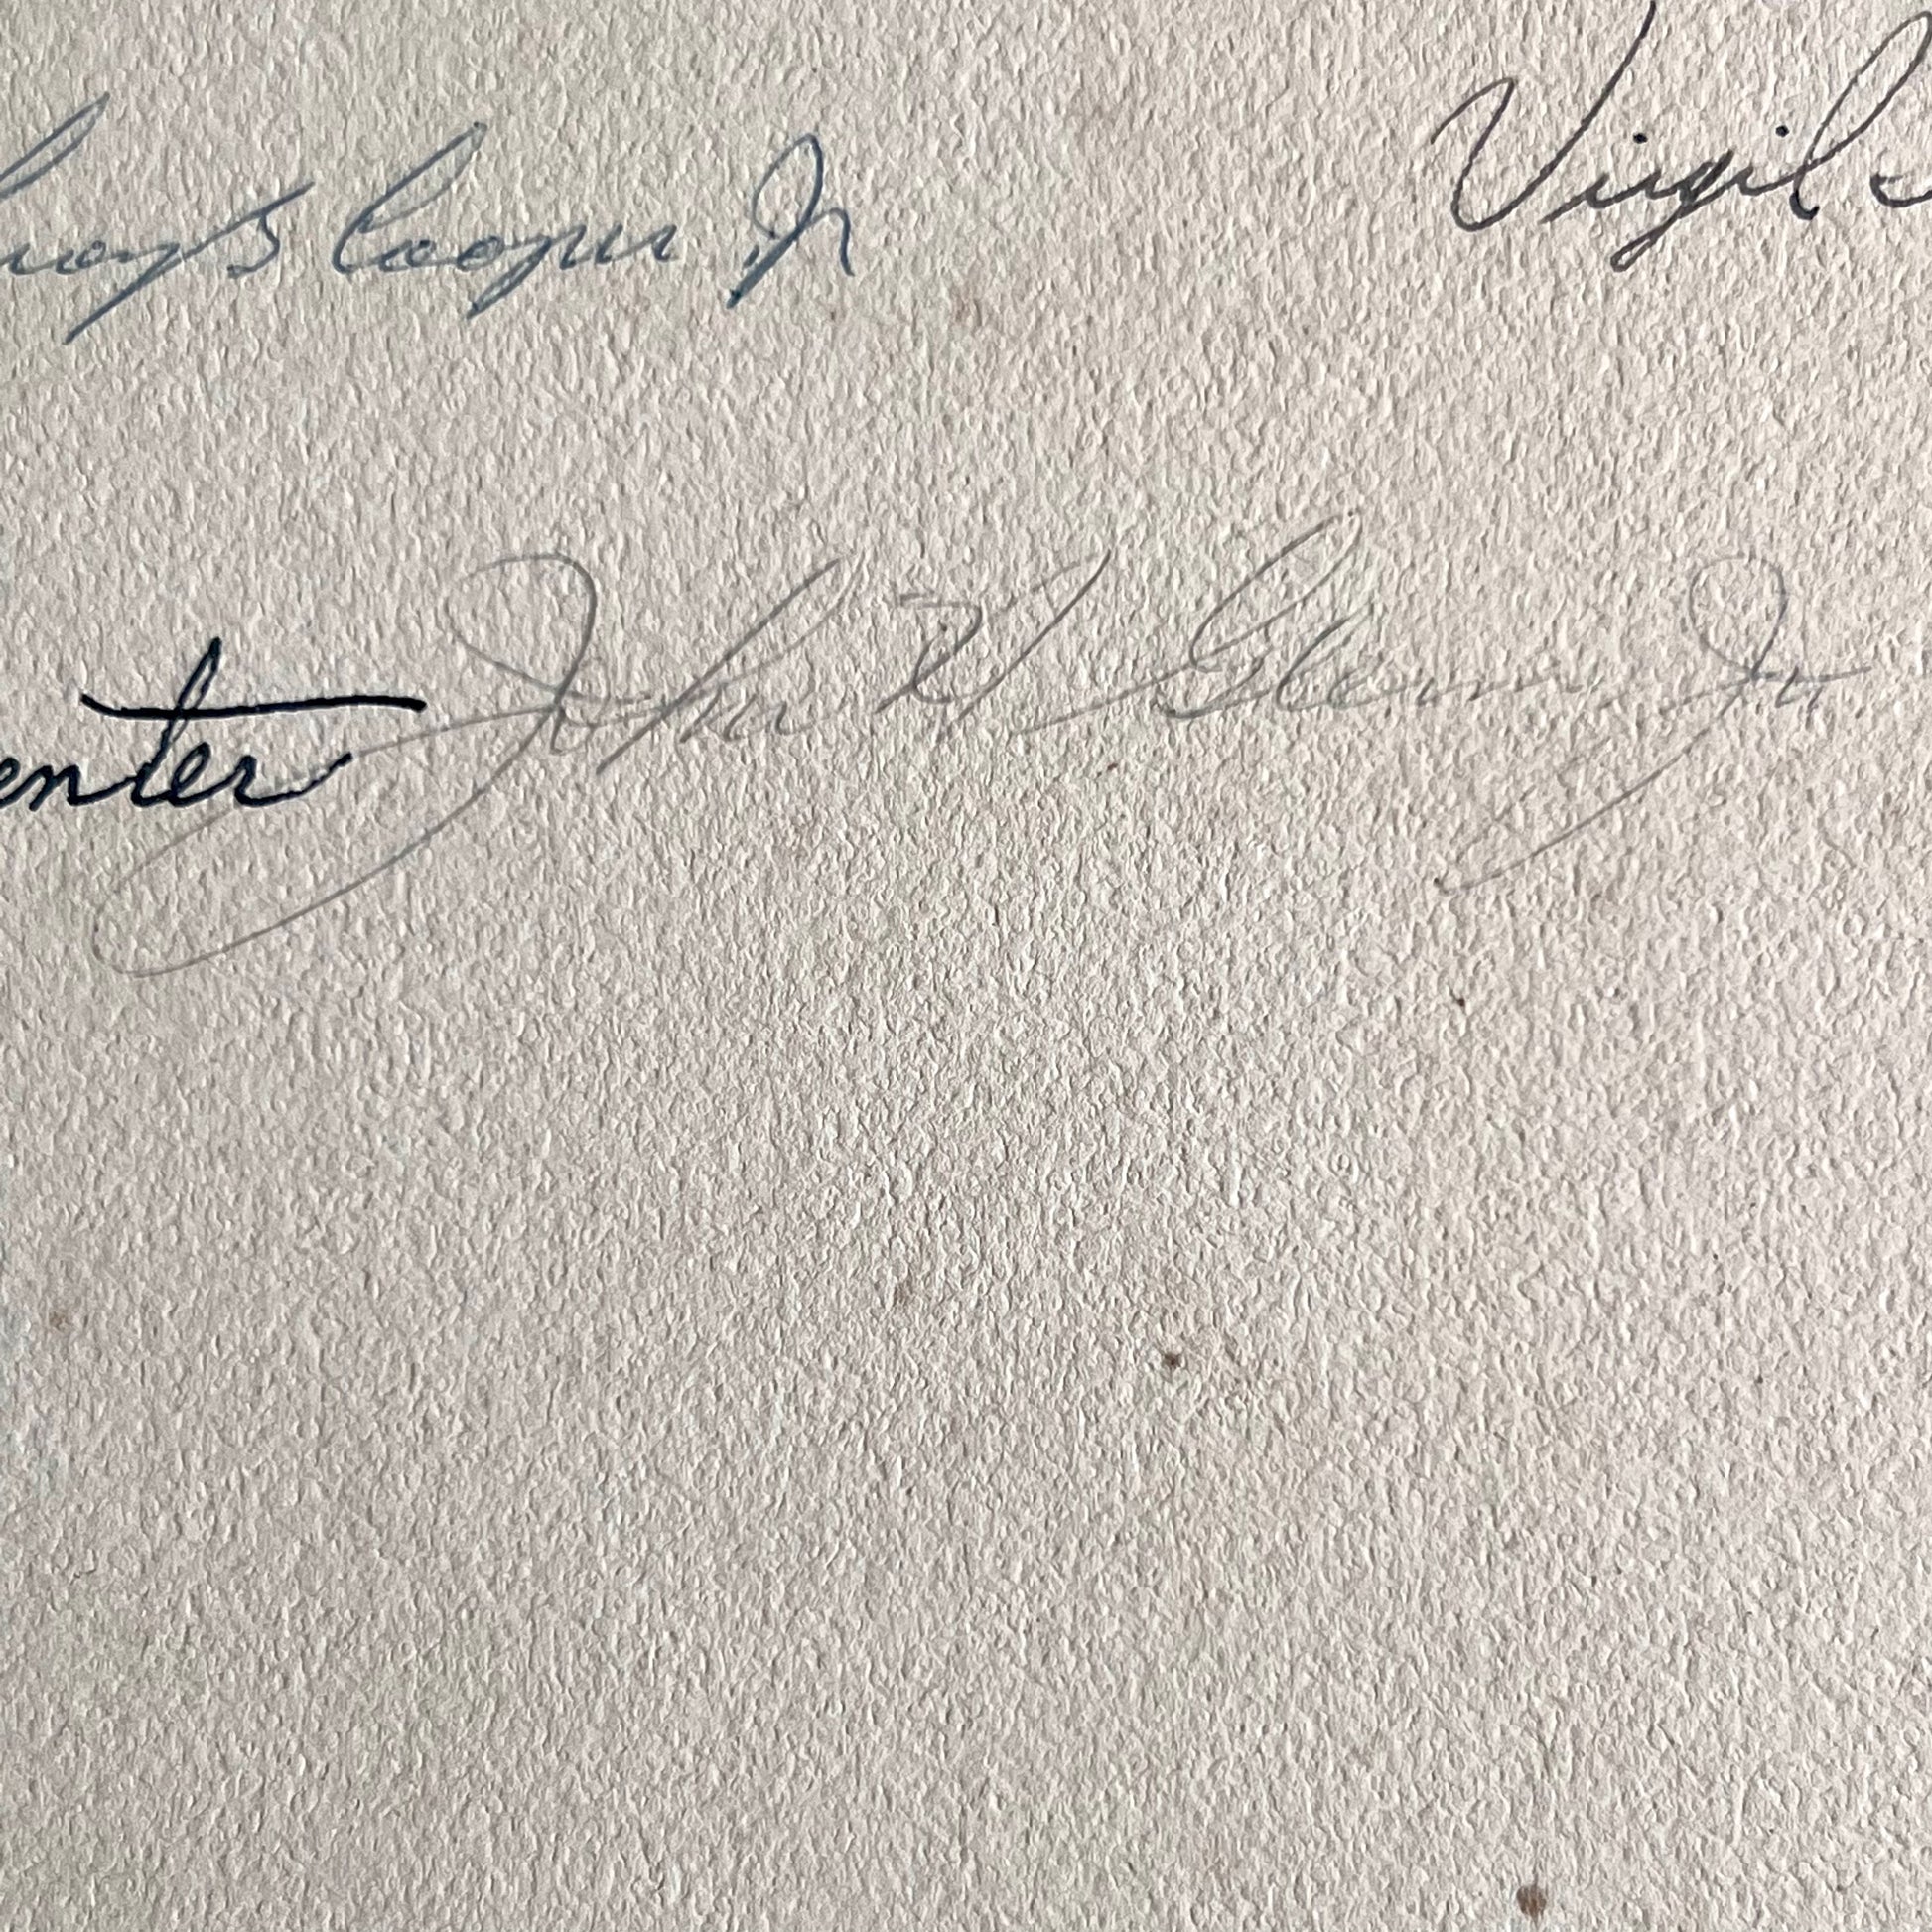 Leroy G Cooper Jr Virgil
enter John H Glenn Jr